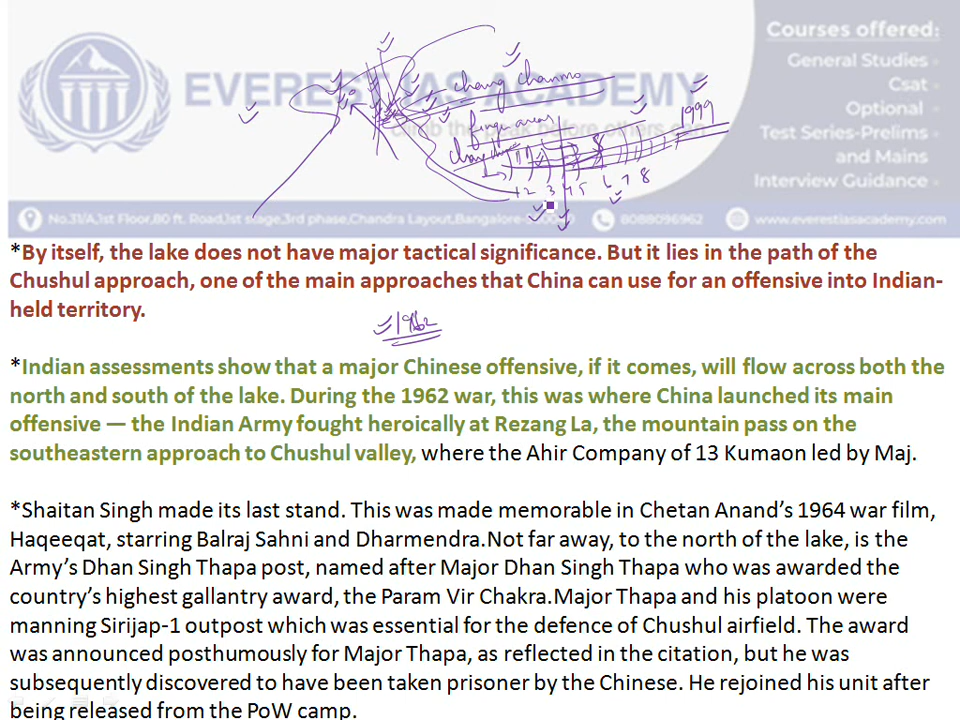 Courses offered:
General Studies
Csat
Optional
Test Series-Prelims
and Mains
Interview Guidance
EVEREST IAS ACADEMY
climb the peak before others can
chang chenmo
finger area
1999
1 2 3 4 5 6 7 8
No.31/A,1st Floor,80 ft. Road,1st stage,3rd phase,Chandra Layout,Bangalore-
8088096962
www.everestiasacademy.com
*By itself, the lake does not have major tactical significance. But it lies in the path of the
Chushul approach, one of the main approaches that China can use for an offensive into Indian-
held territory.
1962
*Indian assessments show that a major Chinese offensive, if it comes, will flow across both the
north and south of the lake. During the 1962 war, this was where China launched its main
offensive — the Indian Army fought heroically at Rezang La, the mountain pass on the
southeastern approach to Chushul valley, where the Ahir Company of 13 Kumaon led by Maj.
*Shaitan Singh made its last stand. This was made memorable in Chetan Anand's 1964 war film,
Haqeeqat, starring Balraj Sahni and Dharmendra.Not far away, to the north of the lake, is the
Army's Dhan Singh Thapa post, named after Major Dhan Singh Thapa who was awarded the
country's highest gallantry award, the Param Vir Chakra.Major Thapa and his platoon were
manning Sirijap-1 outpost which was essential for the defence of Chushul airfield. The award
was announced posthumously for Major Thapa, as reflected in the citation, but he was
subsequently discovered to have been taken prisoner by the Chinese. He rejoined his unit after
being released from the PoW camp.